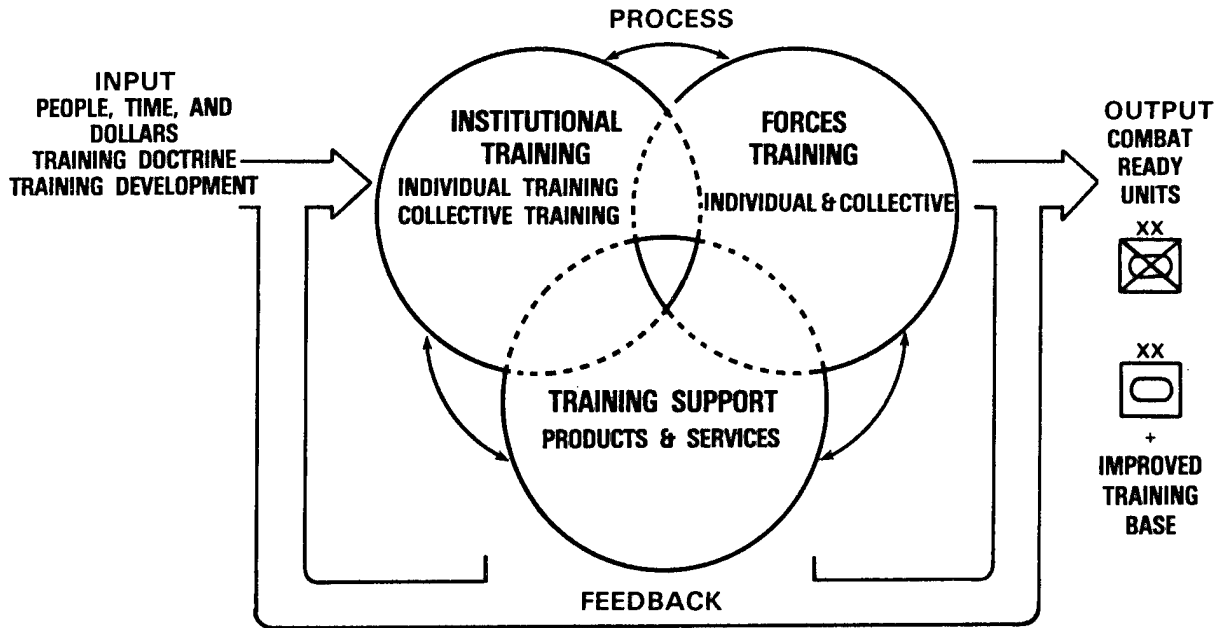 PROCESS
INPUT
PEOPLE, TIME, AND
DOLLARS
TRAINING DOCTRINE
TRAINING DEVELOPMENT
INSTITUTIONAL
TRAINING
INDIVIDUAL TRAINING
COLLECTIVE TRAINING
FORCES
TRAINING
INDIVIDUAL & COLLECTIVE
TRAINING SUPPORT
PRODUCTS & SERVICES
OUTPUT
COMBAT
READY
UNITS
XX
XX
+
IMPROVED
TRAINING
BASE
FEEDBACK